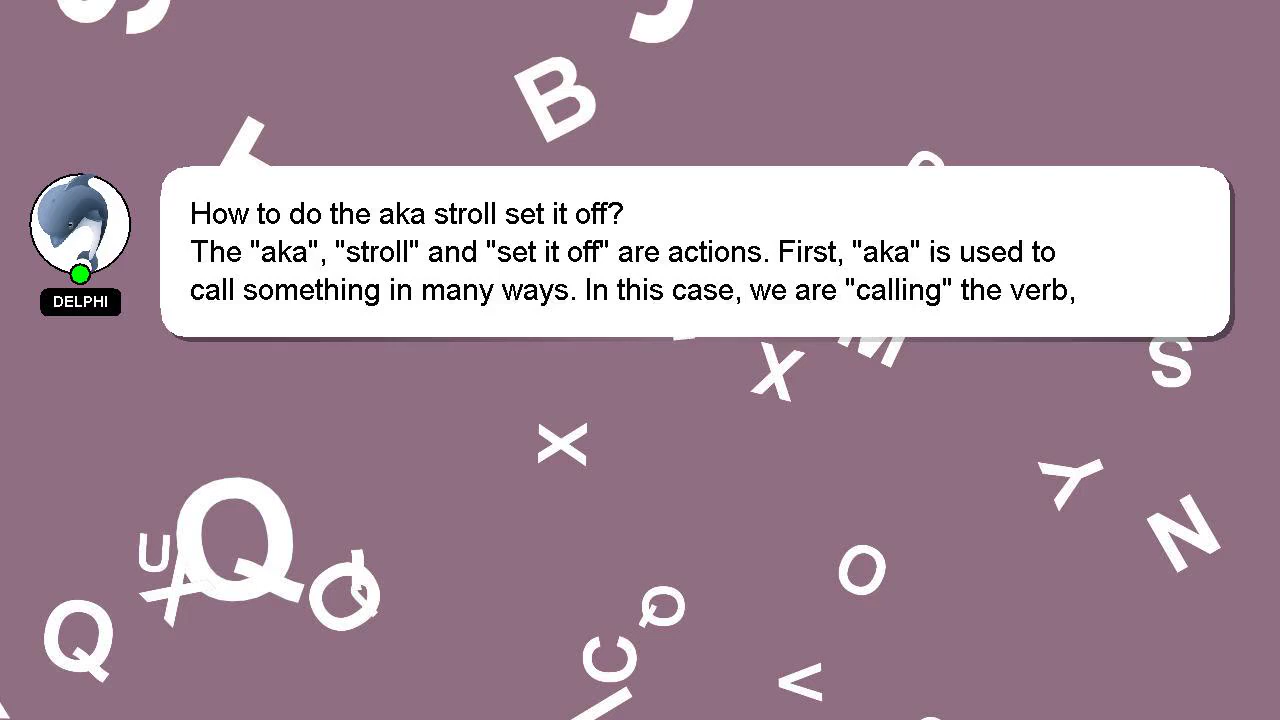 B
How to do the aka stroll set it off?
The "aka", "stroll" and "set it off" are actions. First, "aka" is used to
call something in many ways. In this case, we are "calling" the verb,
DELPHI
M
X
S
X
Y
Q
N
U
X
O
Q
Q
Q
C
V